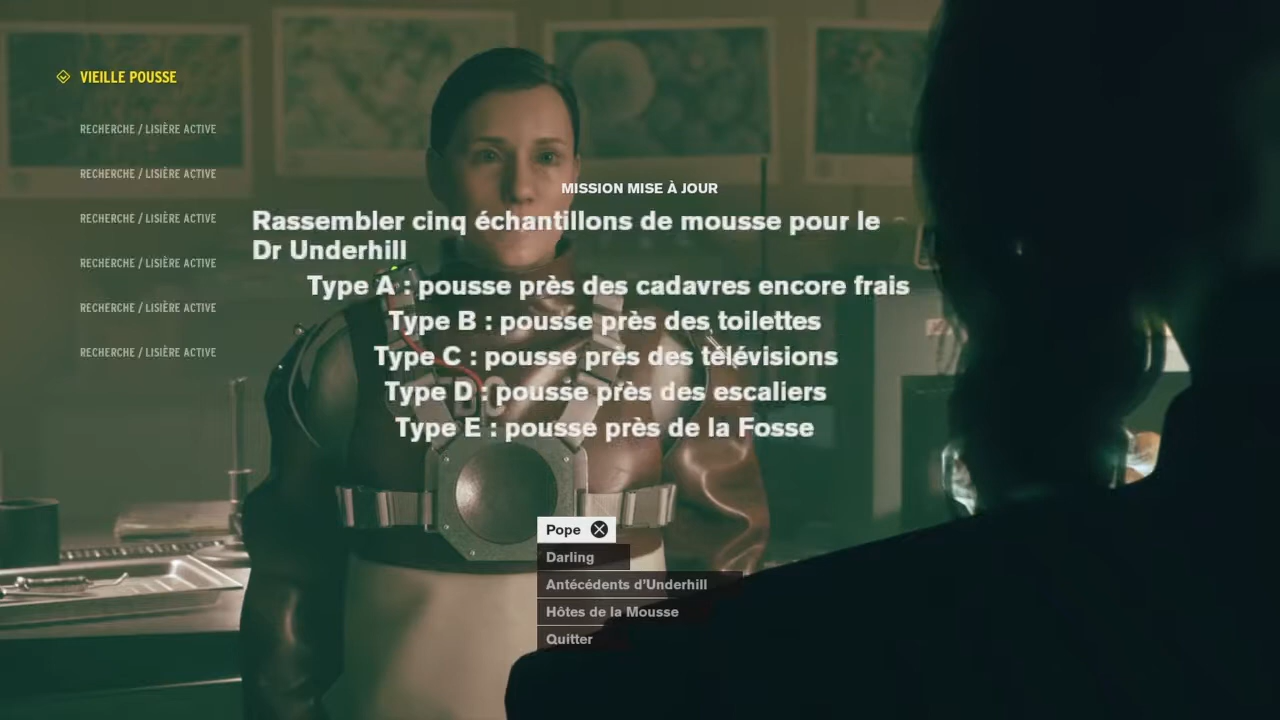 VIEILLE POUSSE
RECHERCHE / LISIÈRE ACTIVE
RECHERCHE / LISIÈRE ACTIVE
RECHERCHE / LISIÈRE ACTIVE
RECHERCHE / LISIÈRE ACTIVE
RECHERCHE / LISIÈRE ACTIVE
RECHERCHE / LISIÈRE ACTIVE
MISSION MISE À JOUR
Rassembler cinq échantillons de mousse pour le
Dr Underhill
Type A : pousse près des cadavres encore frais
Type B : pousse près des toilettes
Type C : pousse près des télévisions
Type D : pousse près des escaliers
Type E : pousse près de la Fosse
Pope
Darling
Antécédents d'Underhill
Hôtes de la Mousse
Quitter